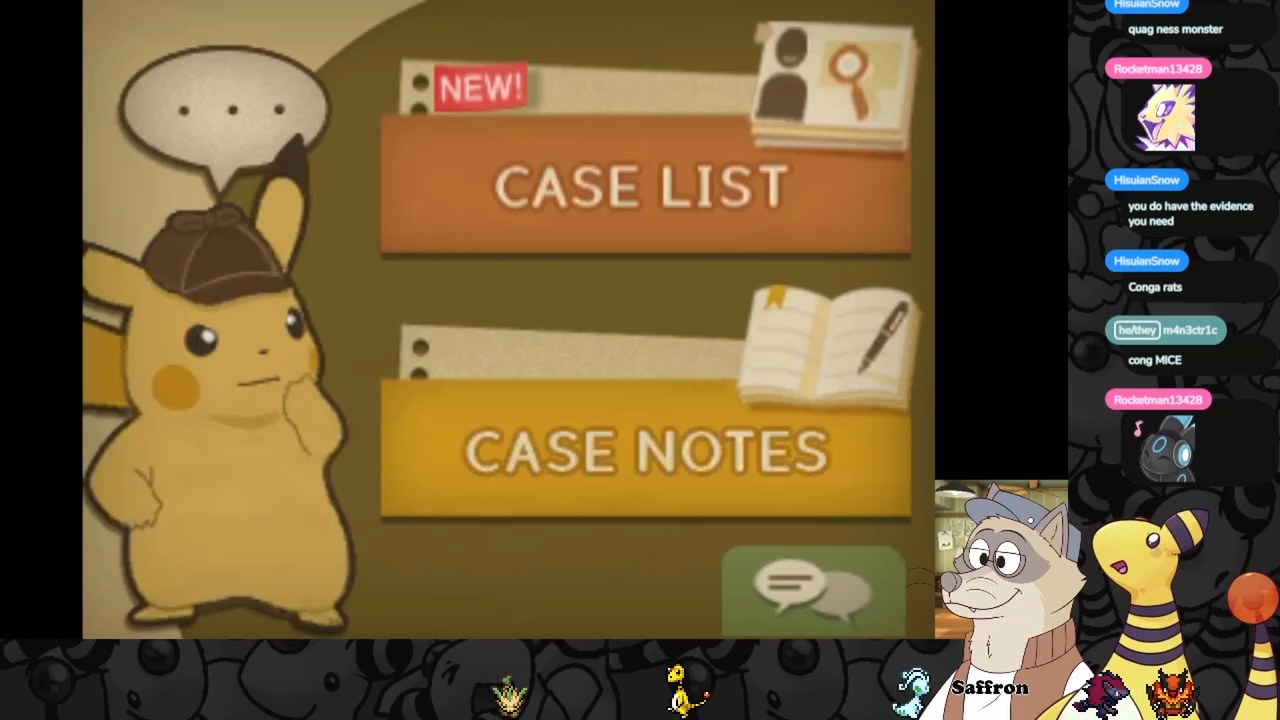 NEW!
CASE LIST
CASE NOTES
HisuianSnow
quag ness monster
Rocketman13428
HisuianSnow
you do have the evidence
you need
HisuianSnow
Conga rats
he/they m4n3ctr1c
cong MICE
Rocketman13428
Saffron